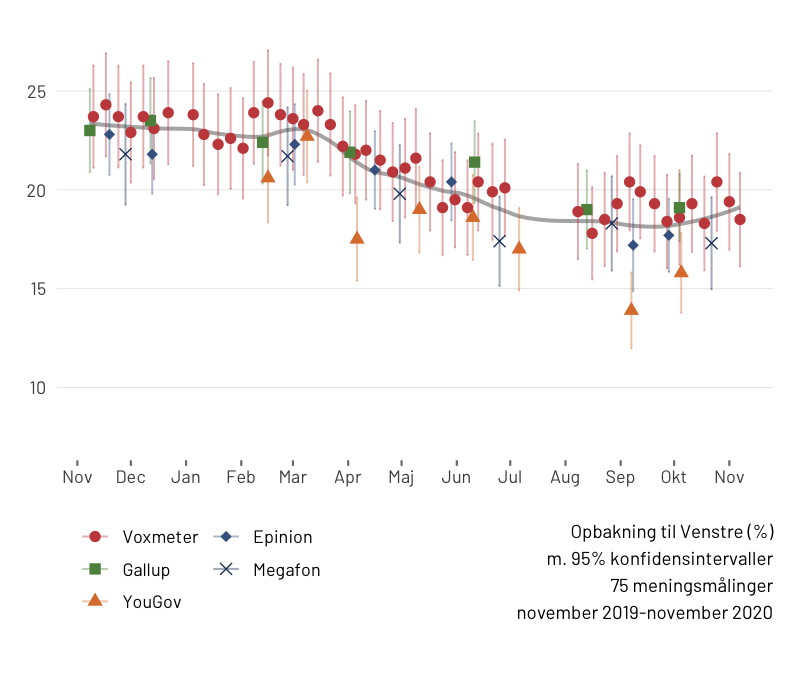 25
20
15
10
Nov Dec Jan Feb Mar Apr Maj Jun Jul Aug Sep Okt Nov
Voxmeter Epinion
Gallup Megafon
YouGov
Opbakning til Venstre (%)
m. 95% konfidensintervaller
75 meningsmålinger
november 2019-november 2020